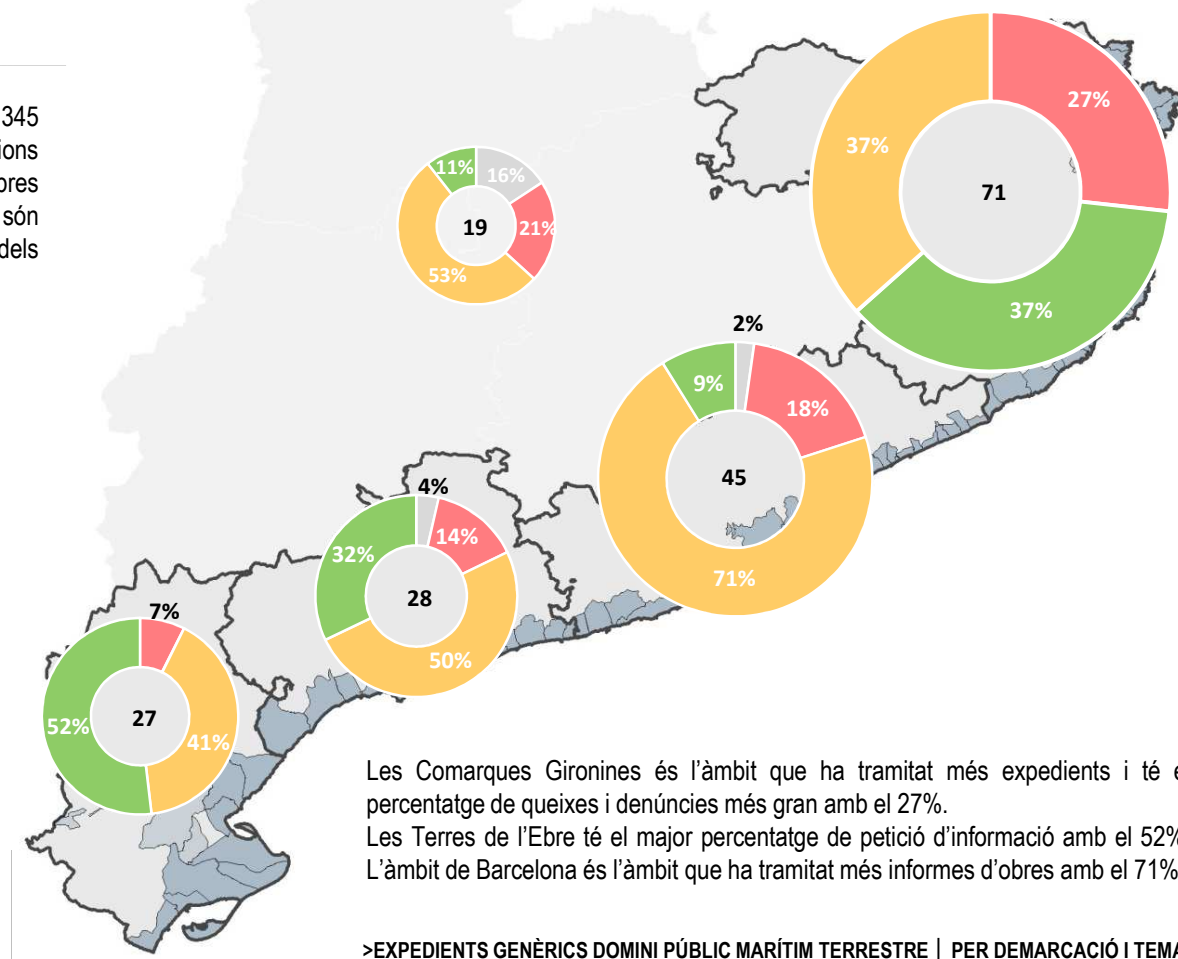 345
ions
bres
són
dels
11%
16%
21%
53%
19
37%
27%
71
37%
2%
9%
18%
45
71%
4%
32%
14%
28
50%
7%
52%
27
41%
Les Comarques Gironines és l’àmbit que ha tramitat més expedients i té e
percentatge de queixes i denúncies més gran amb el 27%.
Les Terres de l’Ebre té el major percentatge de petició d’informació amb el 52%
L’àmbit de Barcelona és l’àmbit que ha tramitat més informes d’obres amb el 71%
>EXPEDIENTS GENÈRICS DOMINI PÚBLIC MARÍTIM TERRESTRE | PER DEMARCACIÓ I TEMA